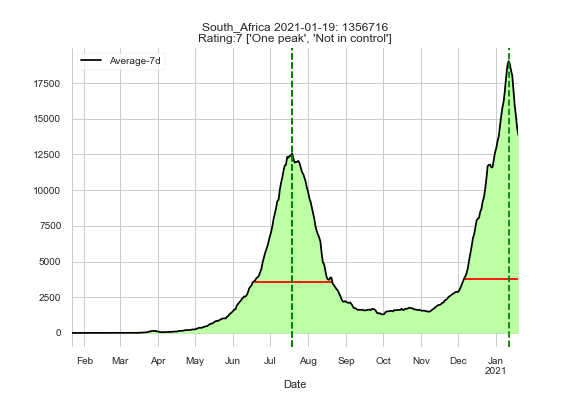 South_Africa 2021-01-19: 1356716
Rating:7 ['One peak', 'Not in control']
Average-7d
17500
15000
12500
10000
7500
5000
2500
0
Feb Mar Apr May Jun Jul Aug Sep Oct Nov Dec Jan
2021
Date